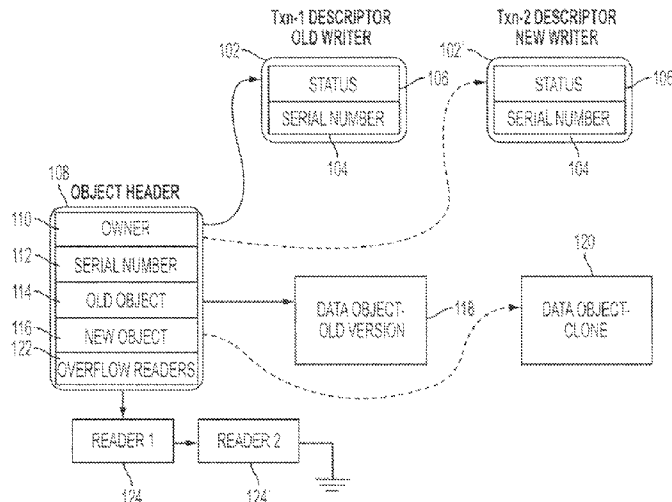 Txn-1 DESCRIPTOR
OLD WRITER
Txn-2 DESCRIPTOR
NEW WRITER
102
STATUS
106
SERIAL NUMBER
104
102'
STATUS
106
SERIAL NUMBER
104
108
OBJECT HEADER
110
OWNER
112
SERIAL NUMBER
114
OLD OBJECT
116
NEW OBJECT
122
OVERFLOW READERS
DATA OBJECT-
OLD VERSION
118
120
DATA OBJECT-
CLONE
READER 1
124
READER 2
124'